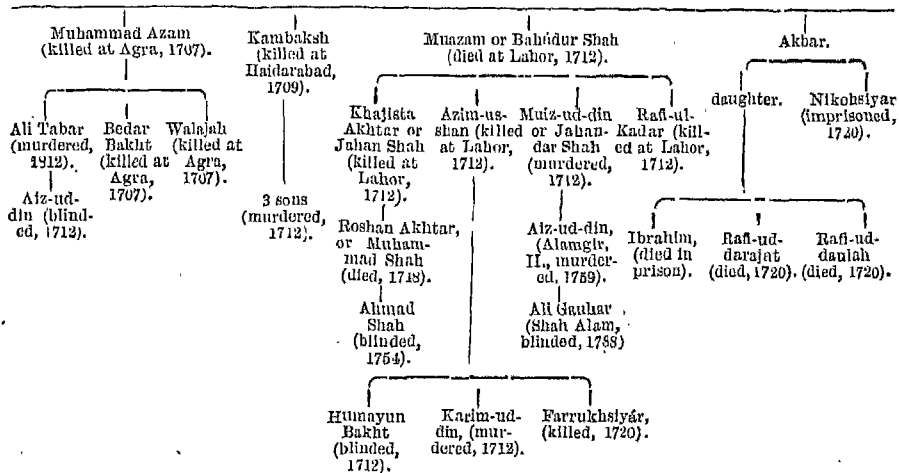 Muhammad Azam
(killed at Agra, 1707).
Kambaksh
(killed at
Haidarabad,
1709).
Muazam or Bahádur Shah
(died at Lahor, 1712).
Akbar.
Ali Tabar
(murdered,
1912).
Bedar
Bakht
(killed at
Agra,
1707).
Walajah
(killed at
Agra,
1707).
Aiz-ud-
din (blind-
ed, 1712).
3 sons
(murdered,
1712).
Khajista
Akhtar or
Jahan Shah
(killed at
Lahor,
1712).
Azim-us-
shan (killed
at Lahor,
1712).
Muiz-ud-din
or Jahan-
dar Shah
(murdered,
1712).
Rafi-ul-
Kadar (kill-
ed at Lahor,
1712).
daughter.
Nikohsiyar
(imprisoned,
1720).
Roshan Akhtar,
or Muham-
mad Shah
(died, 1748).
Aiz-ud-din,
(Alamgir,
II., murder-
ed, 1759).
Ibrahim,
(died in
prison).
Rafi-ud-
darajat
(died, 1720).
Rafi-ud-
daulah
(died, 1720).
Ahmad
Shah
(blinded,
1754).
Ali Gauhar
(Shah Alam,
blinded, 1788)
Humayun
Bakht
(blinded,
1712).
Karim-ud-
din, (mur-
dered, 1712).
Farrukhsiyár,
(killed, 1720).